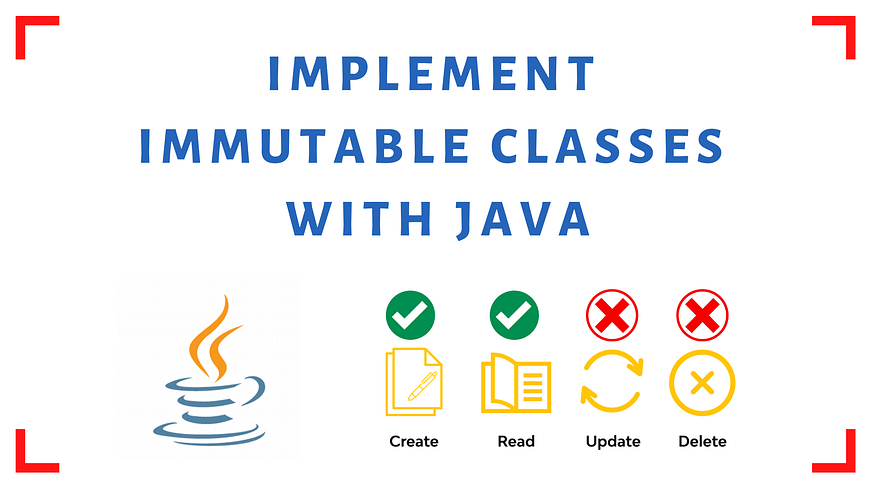 IMPLEMENT
IMMUTABLE CLASSES
WITH JAVA
Create Read Update Delete